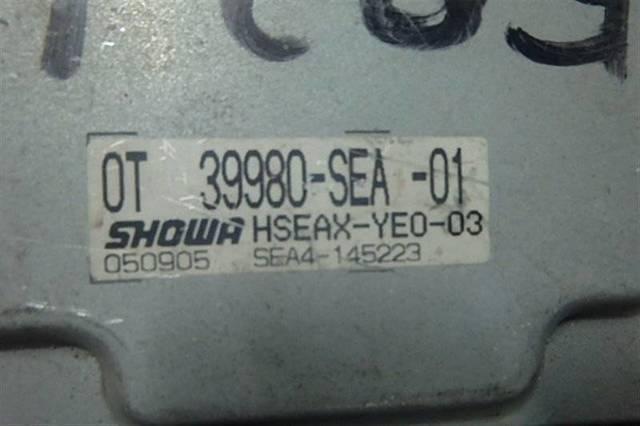 OT 39980-SEA -01
SHOWA HSEAX-YE0-03
050905 SEA4-145223